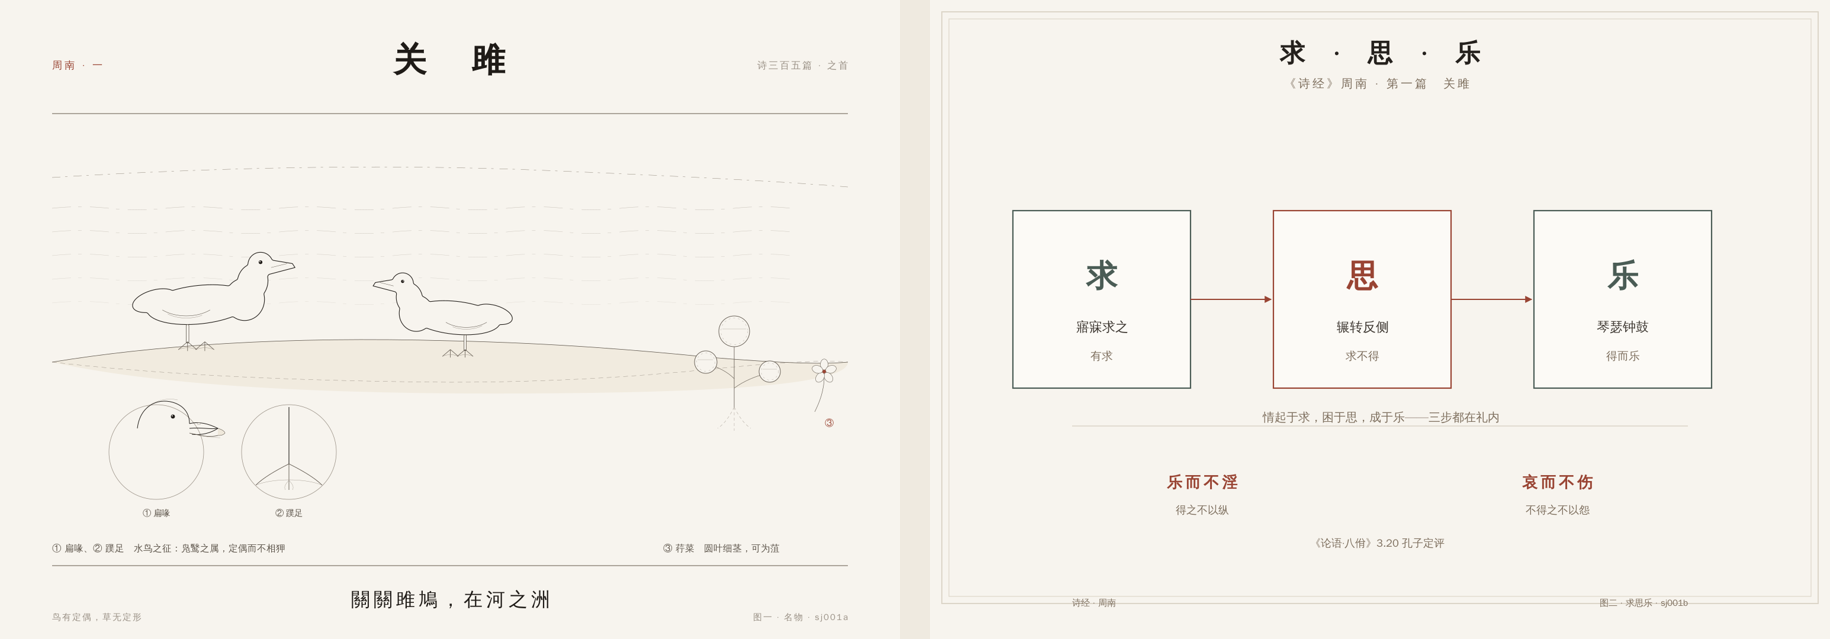 周南 · 一
关 雎
诗三百五篇 · 之首
③
① 扁喙
② 蹼足
① 扁喙、② 蹼足 水鸟之征：凫鷖之属，定偶而不相狎
③ 荇菜 圆叶细茎，可为菹
關關雎鳩，在河之洲
鸟有定偶，草无定形
图一 · 名物 · sj001a
求 · 思 · 乐
《诗经》周南 · 第一篇 关雎
求
寤寐求之
有求
思
辗转反侧
求不得
乐
琴瑟钟鼓
得而乐
情起于求，困于思，成于乐——三步都在礼内
乐而不淫
得之不以纵
哀而不伤
不得之不以怨
《论语·八佾》3.20 孔子定评
诗经 · 周南
图二 · 求思乐 · sj001b